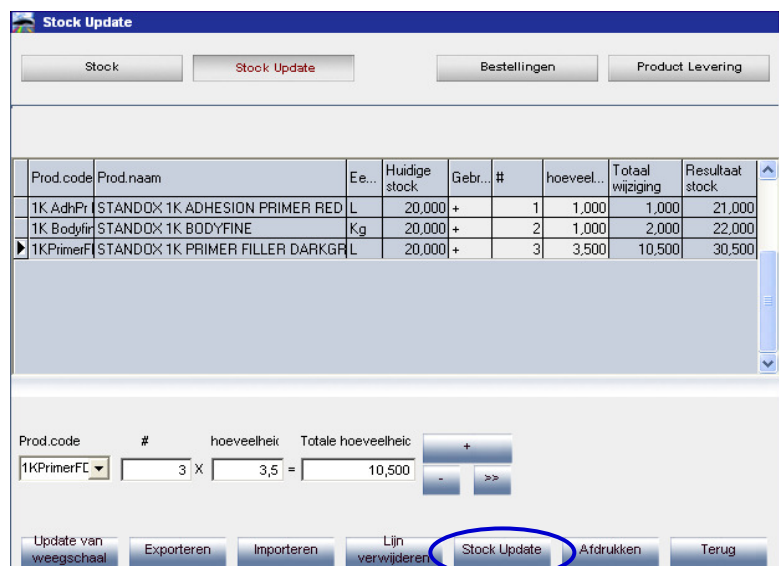 Stock Update
Stock Stock Update Bestellingen Product Levering
Prod.code Prod.naam Ee... Huidige stock Gebr... # hoeveel... Totaal wijziging Resultaat stock
1K AdhPr STANDOX 1K ADHESION PRIMER RED L 20,000 + 1 1,000 1,000 21,000
1K Bodyfin STANDOX 1K BODYFINE Kg 20,000 + 2 1,000 2,000 22,000
1KPrimerF STANDOX 1K PRIMER FILLER DARKGR L 20,000 + 3 3,500 10,500 30,500
Prod.code # hoeveelheid Totale hoeveelheid +
1KPrimerFD 3 X 3,5 = 10,500 - >>
Update van weegschaal Exporteren Importeren Lijn verwijderen Stock Update Afdrukken Terug